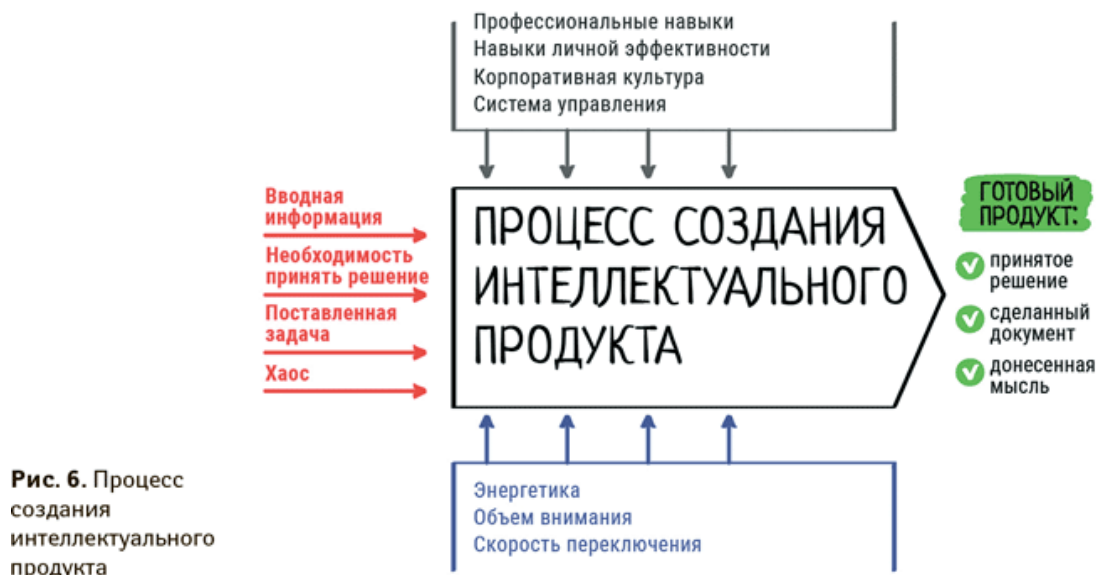 Профессиональные навыки
Навыки личной эффективности
Корпоративная культура
Система управления
Вводная
информация
Необходимость
принять решение
Поставленная
задача
Хаос
ПРОЦЕСС СОЗДАНИЯ
ИНТЕЛЛЕКТУАЛЬНОГО
ПРОДУКТА
ГОТОВЫЙ
ПРОДУКТ:
принятое
решение
сделанный
документ
донесенная
мысль
Энергетика
Объем внимания
Скорость переключения
Рис. 6. Процесс
создания
интеллектуального
продукта